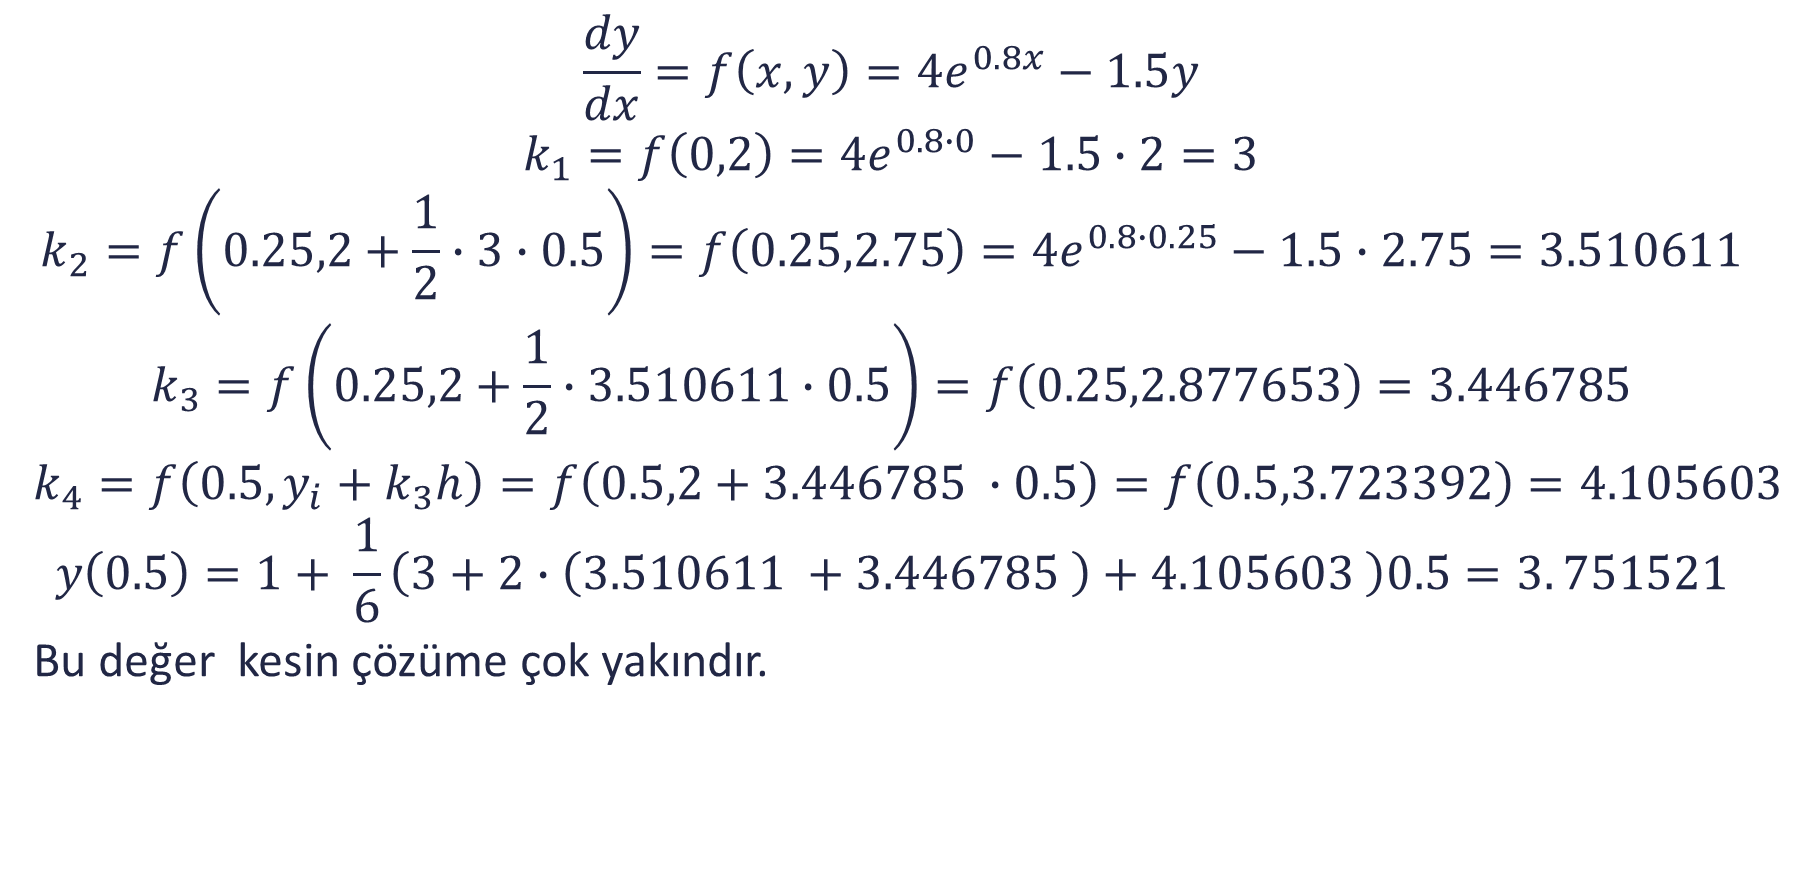 dy/dx = f(x, y) = 4e^{0.8x} − 1.5y
k₁ = f(0,2) = 4e^{0.8·0} − 1.5 · 2 = 3
k₂ = f(0.25,2 + 1/2 · 3 · 0.5) = f(0.25,2.75) = 4e^{0.8·0.25} − 1.5 · 2.75 = 3.510611
k₃ = f(0.25,2 + 1/2 · 3.510611 · 0.5) = f(0.25,2.877653) = 3.446785
k₄ = f(0.5, yᵢ + k₃h) = f(0.5,2 + 3.446785 · 0.5) = f(0.5,3.723392) = 4.105603
y(0.5) = 1 + 1/6 (3 + 2 · (3.510611 + 3.446785 ) + 4.105603 )0.5 = 3.751521
Bu değer kesin çözüme çok yakındır.